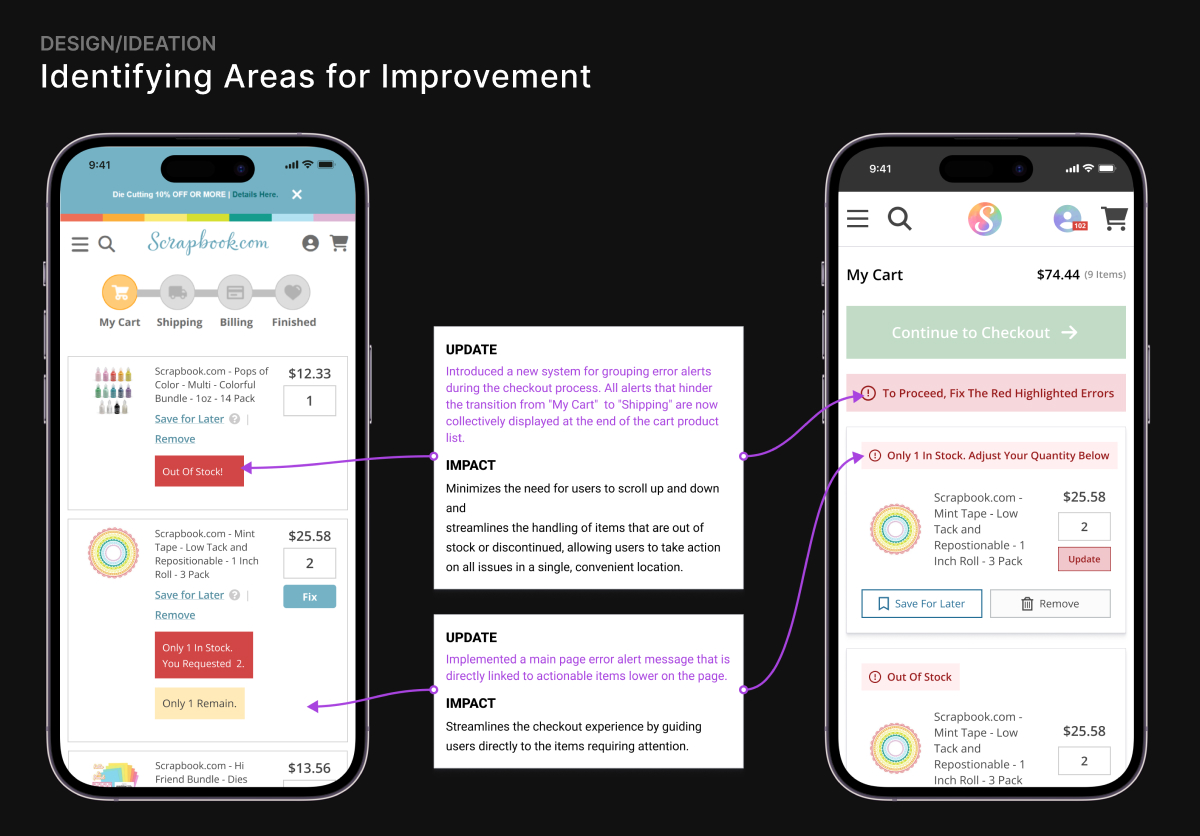 DESIGN/IDEATION
Identifying Areas for Improvement
9:41
Die Cutting 10% OFF OR MORE | Details Here.
Scrapbook.com
My Cart
Shipping
Billing
Finished
Scrapbook.com - Pops of
Color - Multi - Colorful
Bundle - 1oz - 14 Pack
$12.33
1
Save for Later ? |
Remove
Out Of Stock!
Scrapbook.com - Mint
Tape - Low Tack and
Repositionable - 1 Inch
Roll - 3 Pack
$25.58
2
Fix
Save for Later ? |
Remove
Only 1 In Stock.
You Requested 2.
Only 1 Remain.
Scrapbook.com - Hi
Friend Bundle - Dies
$13.56
UPDATE
Introduced a new system for grouping error alerts
during the checkout process. All alerts that hinder
the transition from "My Cart" to "Shipping" are now
collectively displayed at the end of the cart product
list.
IMPACT
Minimizes the need for users to scroll up and down
and
streamlines the handling of items that are out of
stock or discontinued, allowing users to take action
on all issues in a single, convenient location.
UPDATE
Implemented a main page error alert message that is
directly linked to actionable items lower on the page.
IMPACT
Streamlines the checkout experience by guiding
users directly to the items requiring attention.
9:41
S
102
My Cart
$74.44 (9 Items)
Continue to Checkout
To Proceed, Fix The Red Highlighted Errors
Only 1 In Stock. Adjust Your Quantity Below
Scrapbook.com -
Mint Tape - Low
Tack and
Repostionable - 1
Inch Roll - 3 Pack
$25.58
2
Update
Save For Later
Remove
Out Of Stock
Scrapbook.com -
Mint Tape - Low
Tack and
Repostionable - 1
Inch Roll - 3 Pack
$25.58
2